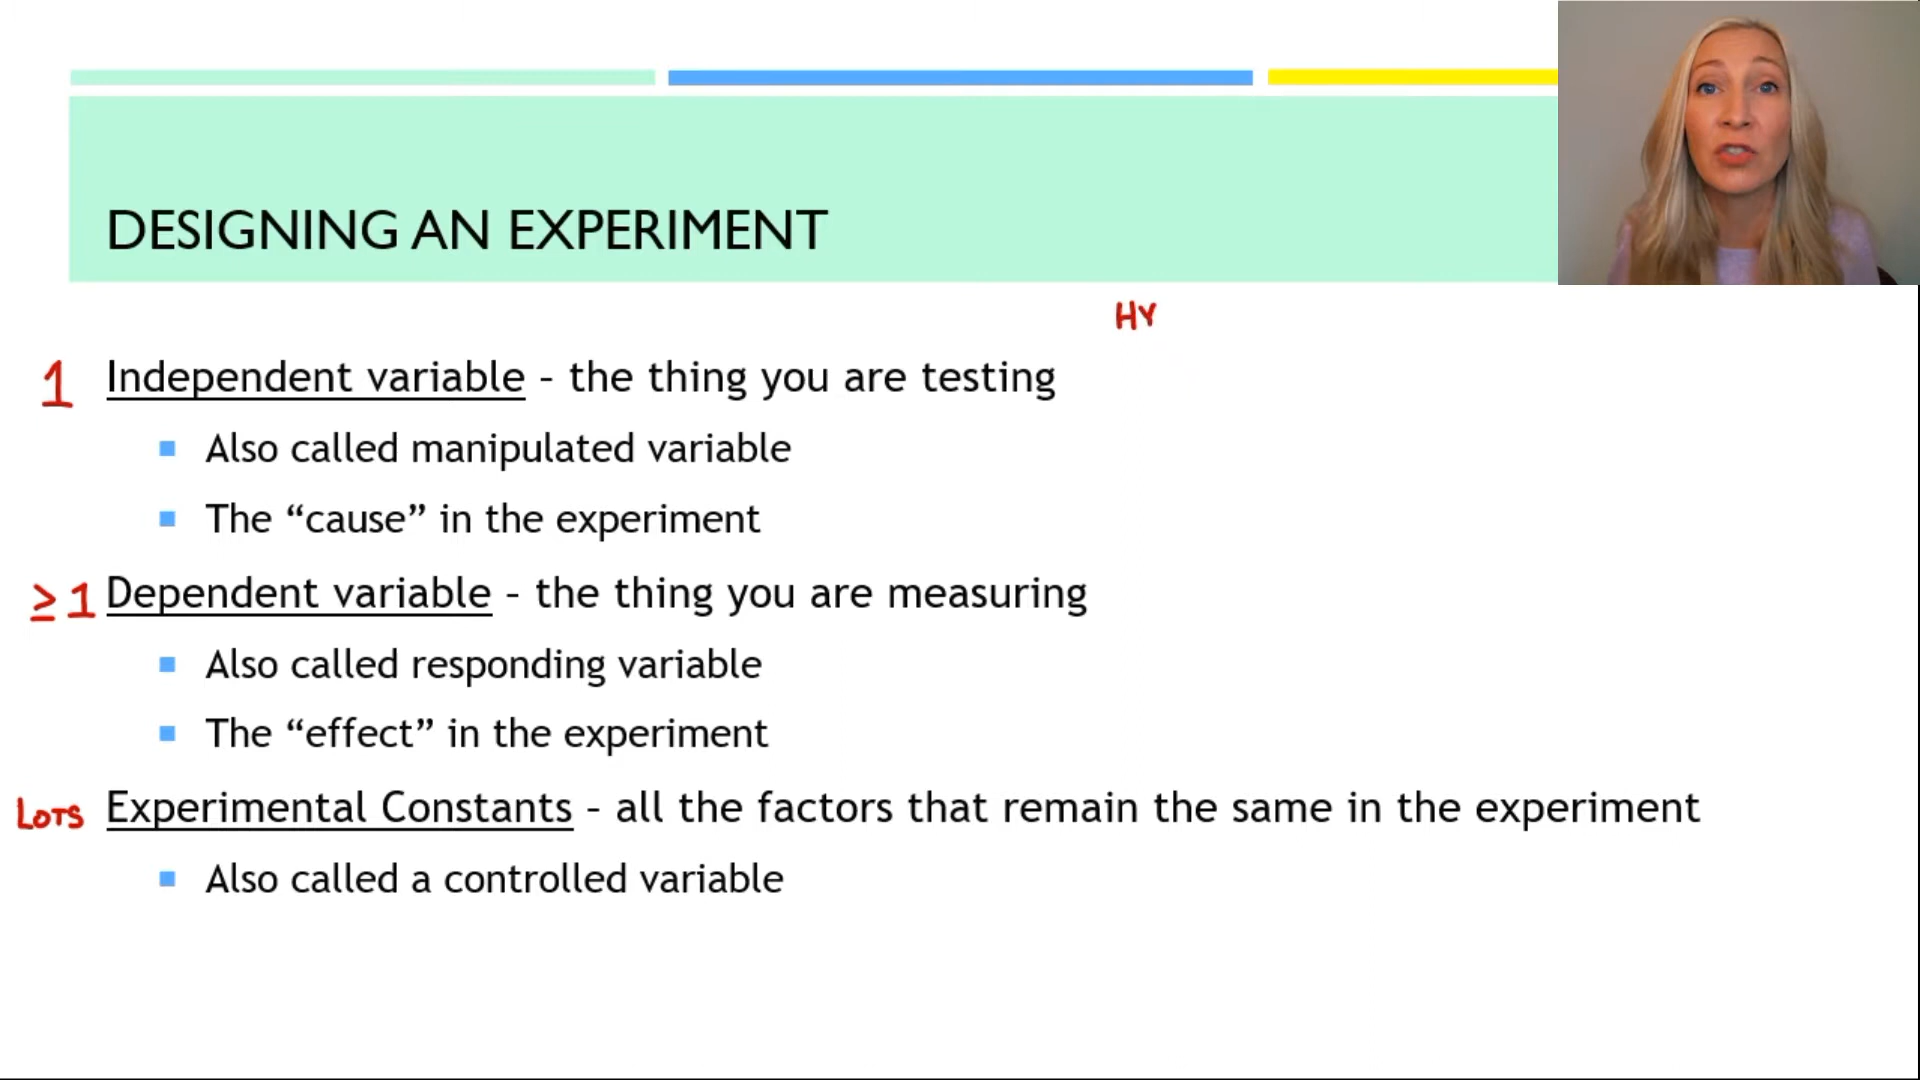 DESIGNING AN EXPERIMENT
HY
1 Independent variable – the thing you are testing
Also called manipulated variable
The “cause” in the experiment
≥1 Dependent variable – the thing you are measuring
Also called responding variable
The “effect” in the experiment
LOTS Experimental Constants – all the factors that remain the same in the experiment
Also called a controlled variable